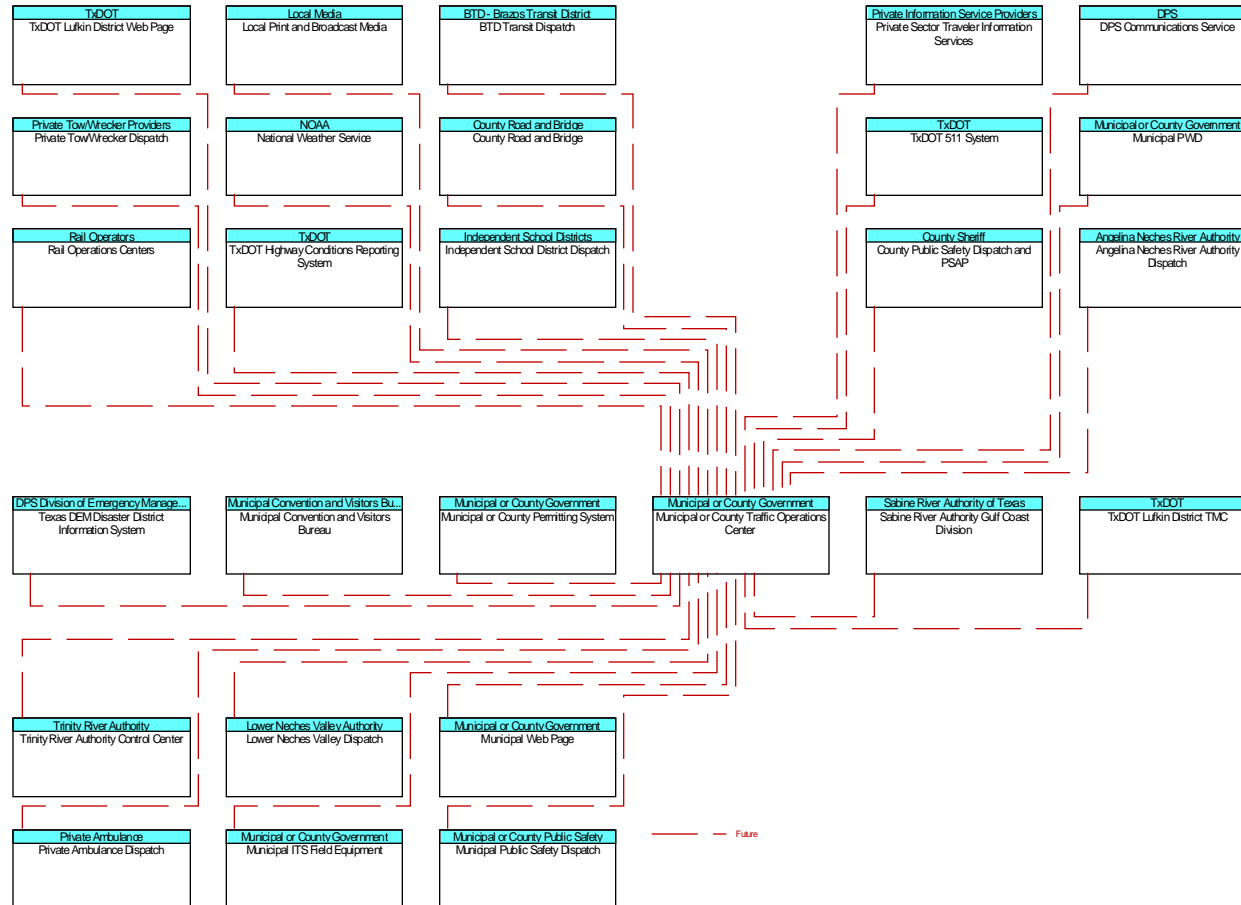 TxDOT
TxDOT Lufkin District Web Page
Local Media
Local Print and Broadcast Media
BTD - Brazos Transit District
BTD Transit Dispatch
Private Information Service Providers
Private Sector Traveler Information
Services
DPS
DPS Communications Service
Private Tow/Wrecker Providers
Private Tow/Wrecker Dispatch
NOAA
National Weather Service
County Road and Bridge
County Road and Bridge
TxDOT
TxDOT 511 System
Municipal or County Government
Municipal PWD
Rail Operators
Rail Operations Centers
TxDOT
TxDOT Highway Conditions Reporting
System
Independent School Districts
Independent School District Dispatch
County Sheriff
County Public Safety Dispatch and
PSAP
Angelina Neches River Authority
Angelina Neches River Authority
Dispatch
DPS Division of Emergency Manage...
Texas DEM Disaster District
Information System
Municipal Convention and Visitors Bu...
Municipal Convention and Visitors
Bureau
Municipal or County Government
Municipal or County Permitting System
Municipal or County Government
Municipal or County Traffic Operations
Center
Sabine River Authority of Texas
Sabine River Authority Gulf Coast
Division
TxDOT
TxDOT Lufkin District TMC
Trinity River Authority
Trinity River Authority Control Center
Lower Neches Valley Authority
Lower Neches Valley Dispatch
Municipal or County Government
Municipal Web Page
Private Ambulance
Private Ambulance Dispatch
Municipal or County Government
Municipal ITS Field Equipment
Municipal or County Public Safety
Municipal Public Safety Dispatch
Future